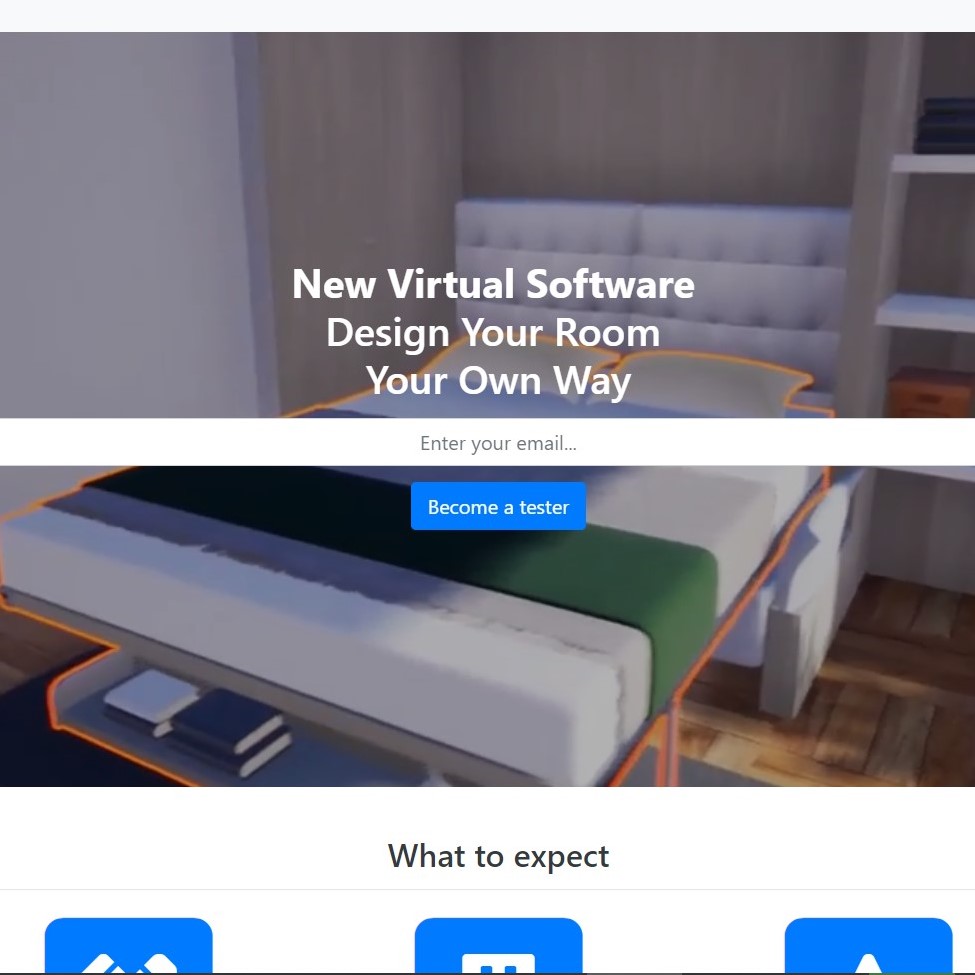 New Virtual Software
Design Your Room
Your Own Way
Enter your email...
Become a tester
What to expect